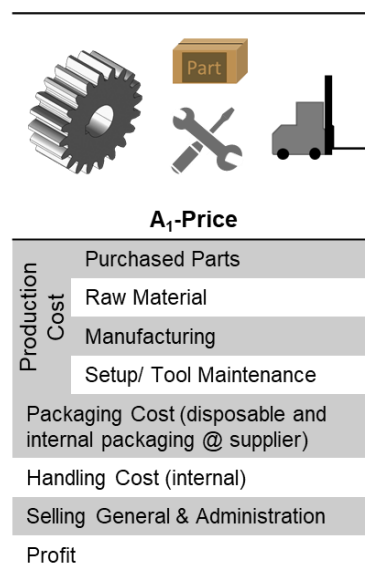 Part
A₁-Price
Production
Cost
Purchased Parts
Raw Material
Manufacturing
Setup/ Tool Maintenance
Packaging Cost (disposable and
internal packaging @ supplier)
Handling Cost (internal)
Selling General & Administration
Profit